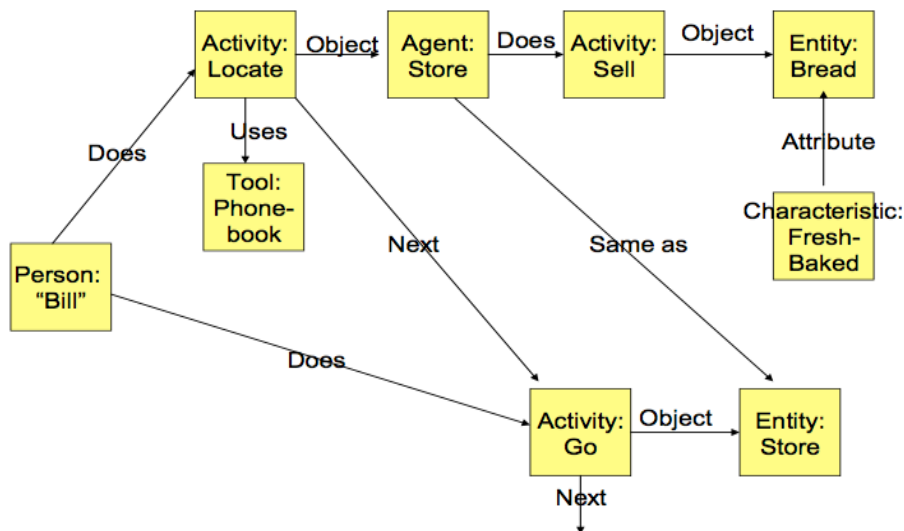 Activity:
Locate
Object
Agent:
Store
Does
Activity:
Sell
Object
Entity:
Bread
Does
Uses
Attribute
Tool:
Phone-
book
Characteristic:
Fresh-
Baked
Next
Same as
Person:
“Bill”
Does
Activity:
Go
Object
Entity:
Store
Next